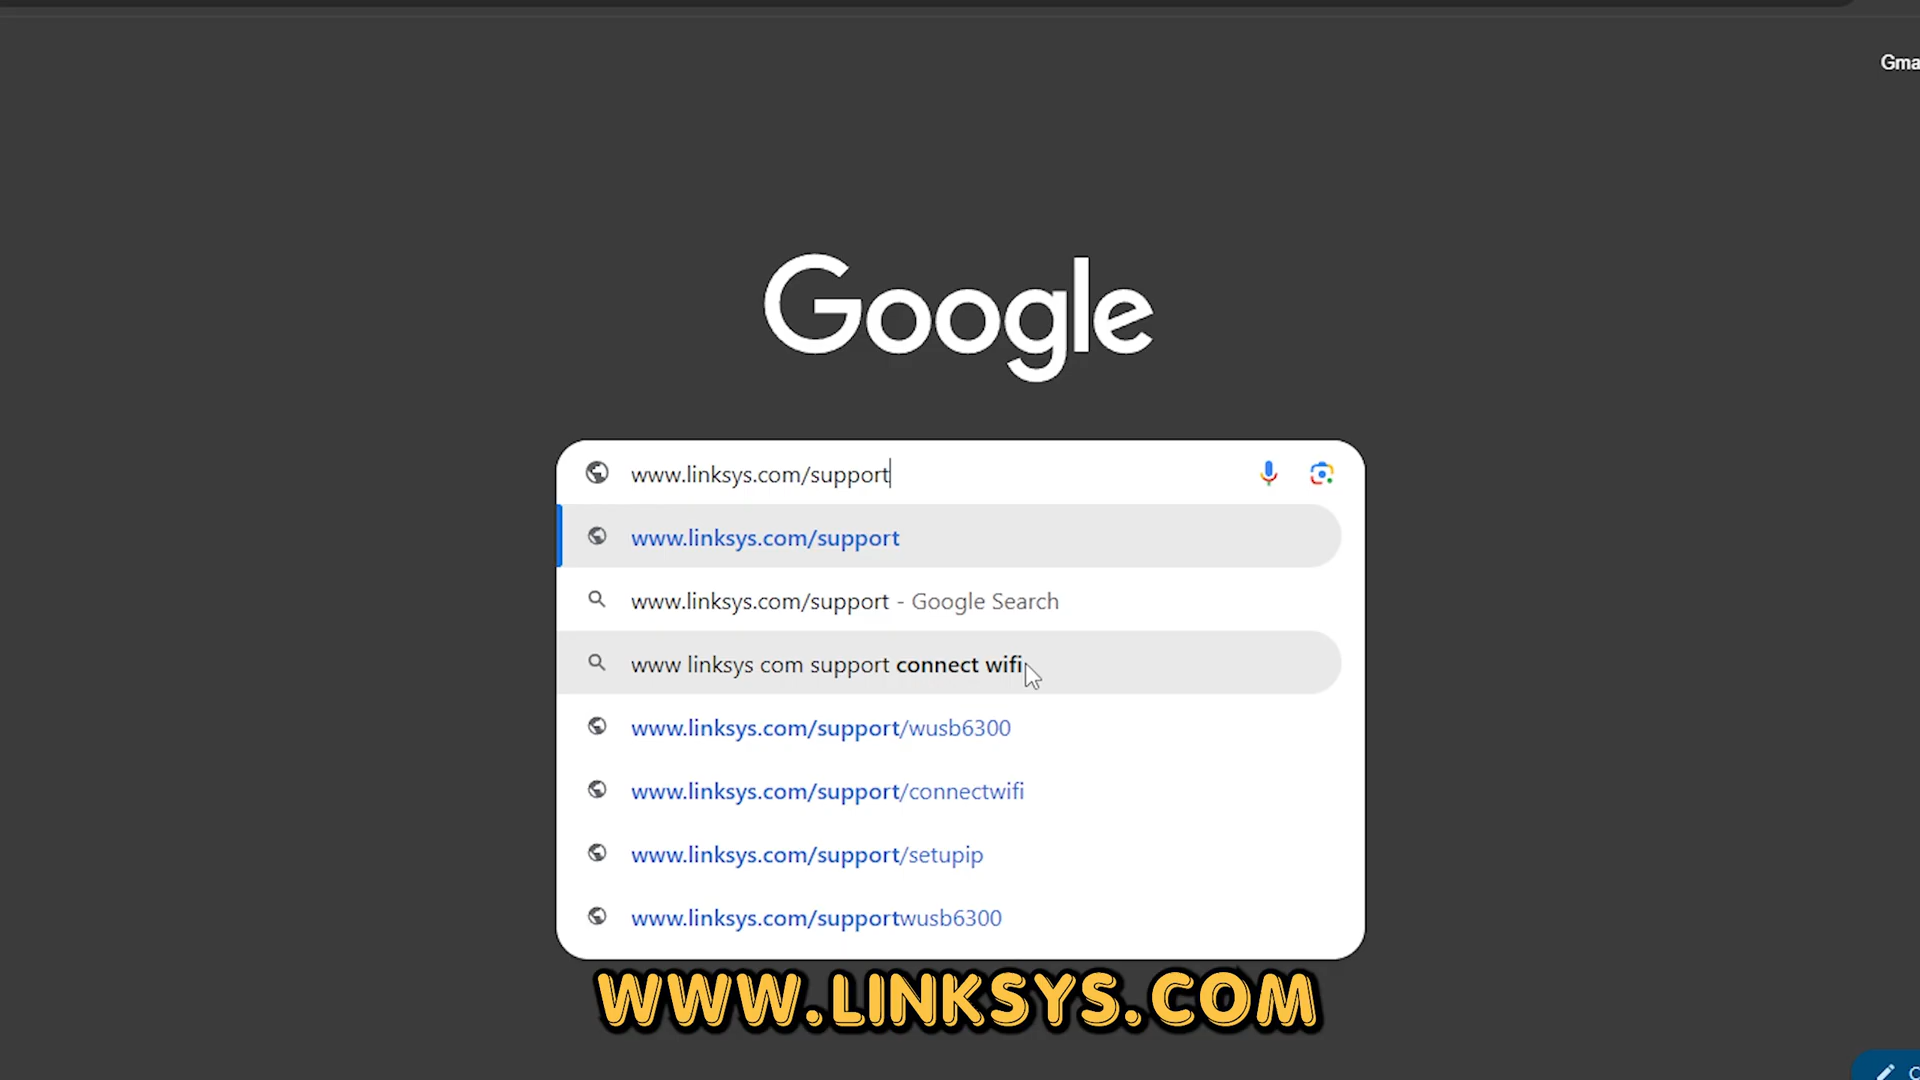 Google
www.linksys.com/support
www.linksys.com/support
www.linksys.com/support - Google Search
www linksys com support connect wifi
www.linksys.com/support/wusb6300
www.linksys.com/support/connectwifi
www.linksys.com/support/setupip
www.linksys.com/supportwusb6300
WWW.LINKSYS.COM